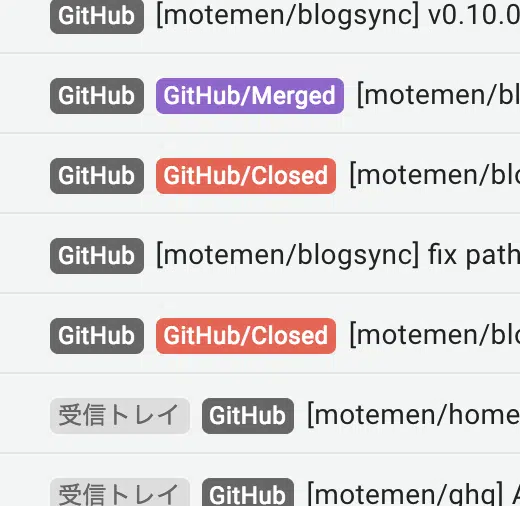 GitHub [motemen/blogsync] v0.10.0
GitHub GitHub/Merged [motemen/bl
GitHub GitHub/Closed [motemen/blo
GitHub [motemen/blogsync] fix path
GitHub GitHub/Closed [motemen/blo
受信トレイ GitHub [motemen/home
受信トレイ GitHub [motemen/ghq] A